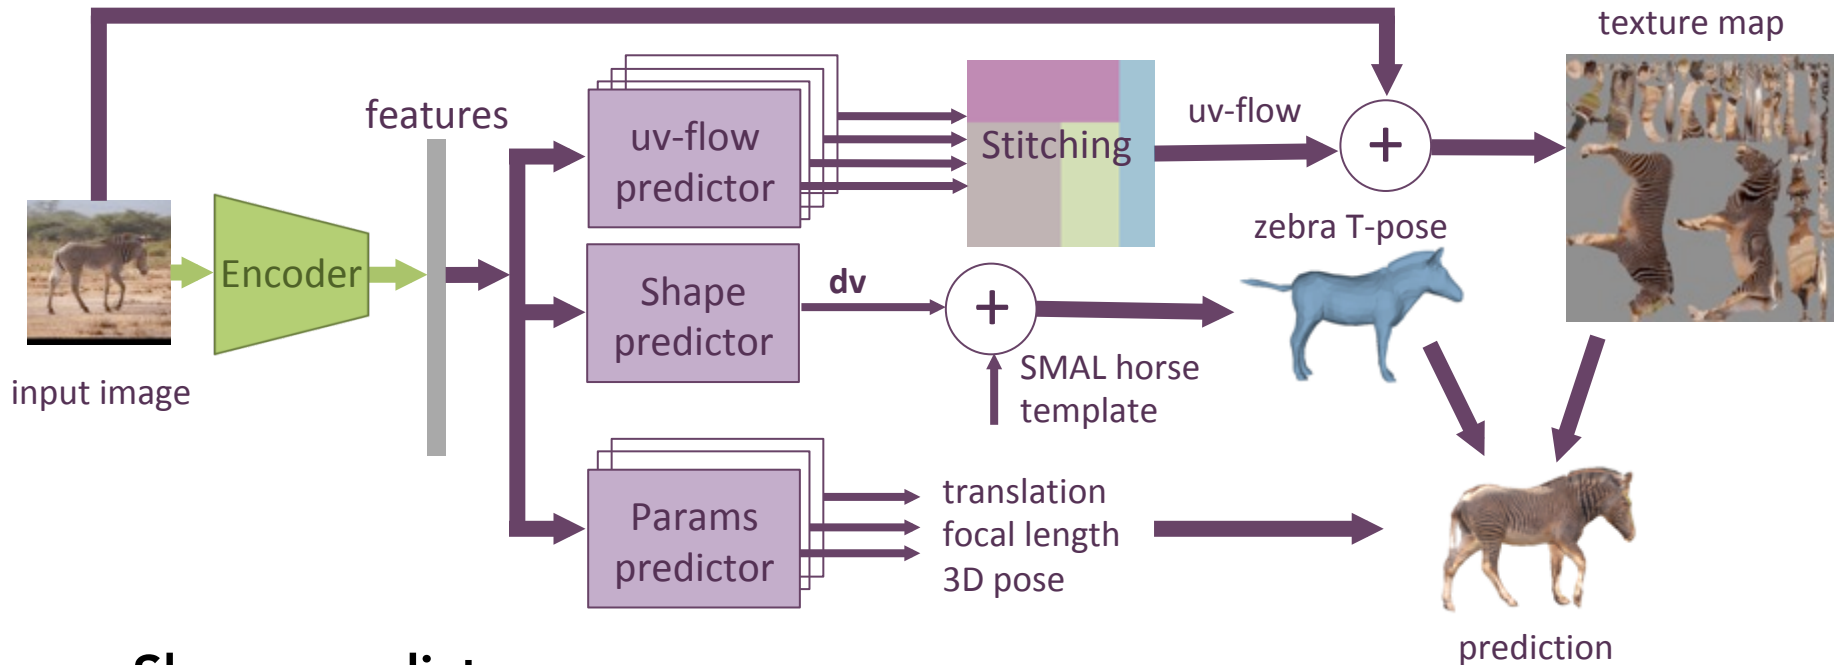 texture map
features
uv-flow
predictor
Stitching
uv-flow
+
zebra T-pose
Encoder
Shape
predictor
dv
+
SMAL horse
template
input image
Params
predictor
translation
focal length
3D pose
prediction